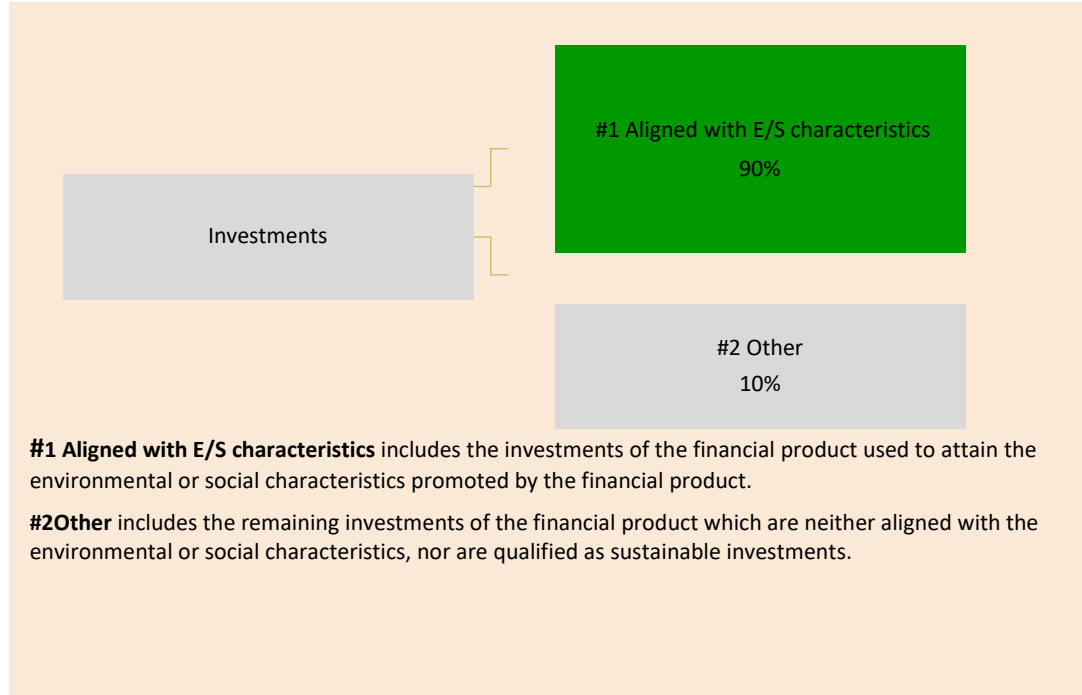 #1 Aligned with E/S characteristics
90%
Investments
#2 Other
10%
#1 Aligned with E/S characteristics includes the investments of the financial product used to attain the
environmental or social characteristics promoted by the financial product.
#2Other includes the remaining investments of the financial product which are neither aligned with the
environmental or social characteristics, nor are qualified as sustainable investments.